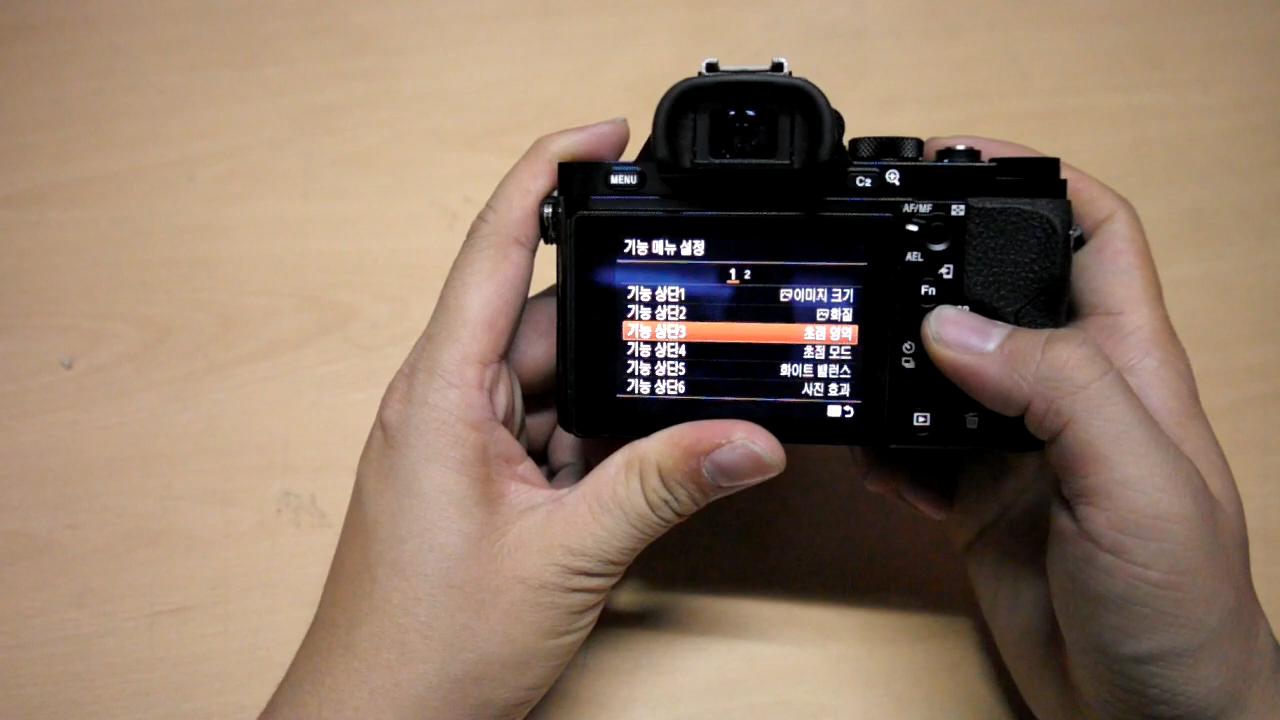 MENU
C2
AF/MF
AEL
Fn
기능 메뉴 설정
1 2
기능 상단1 이미지 크기
기능 상단2 화질
기능 상단3 초점 영역
기능 상단4 초점 모드
기능 상단5 화이트 밸런스
기능 상단6 사진 효과